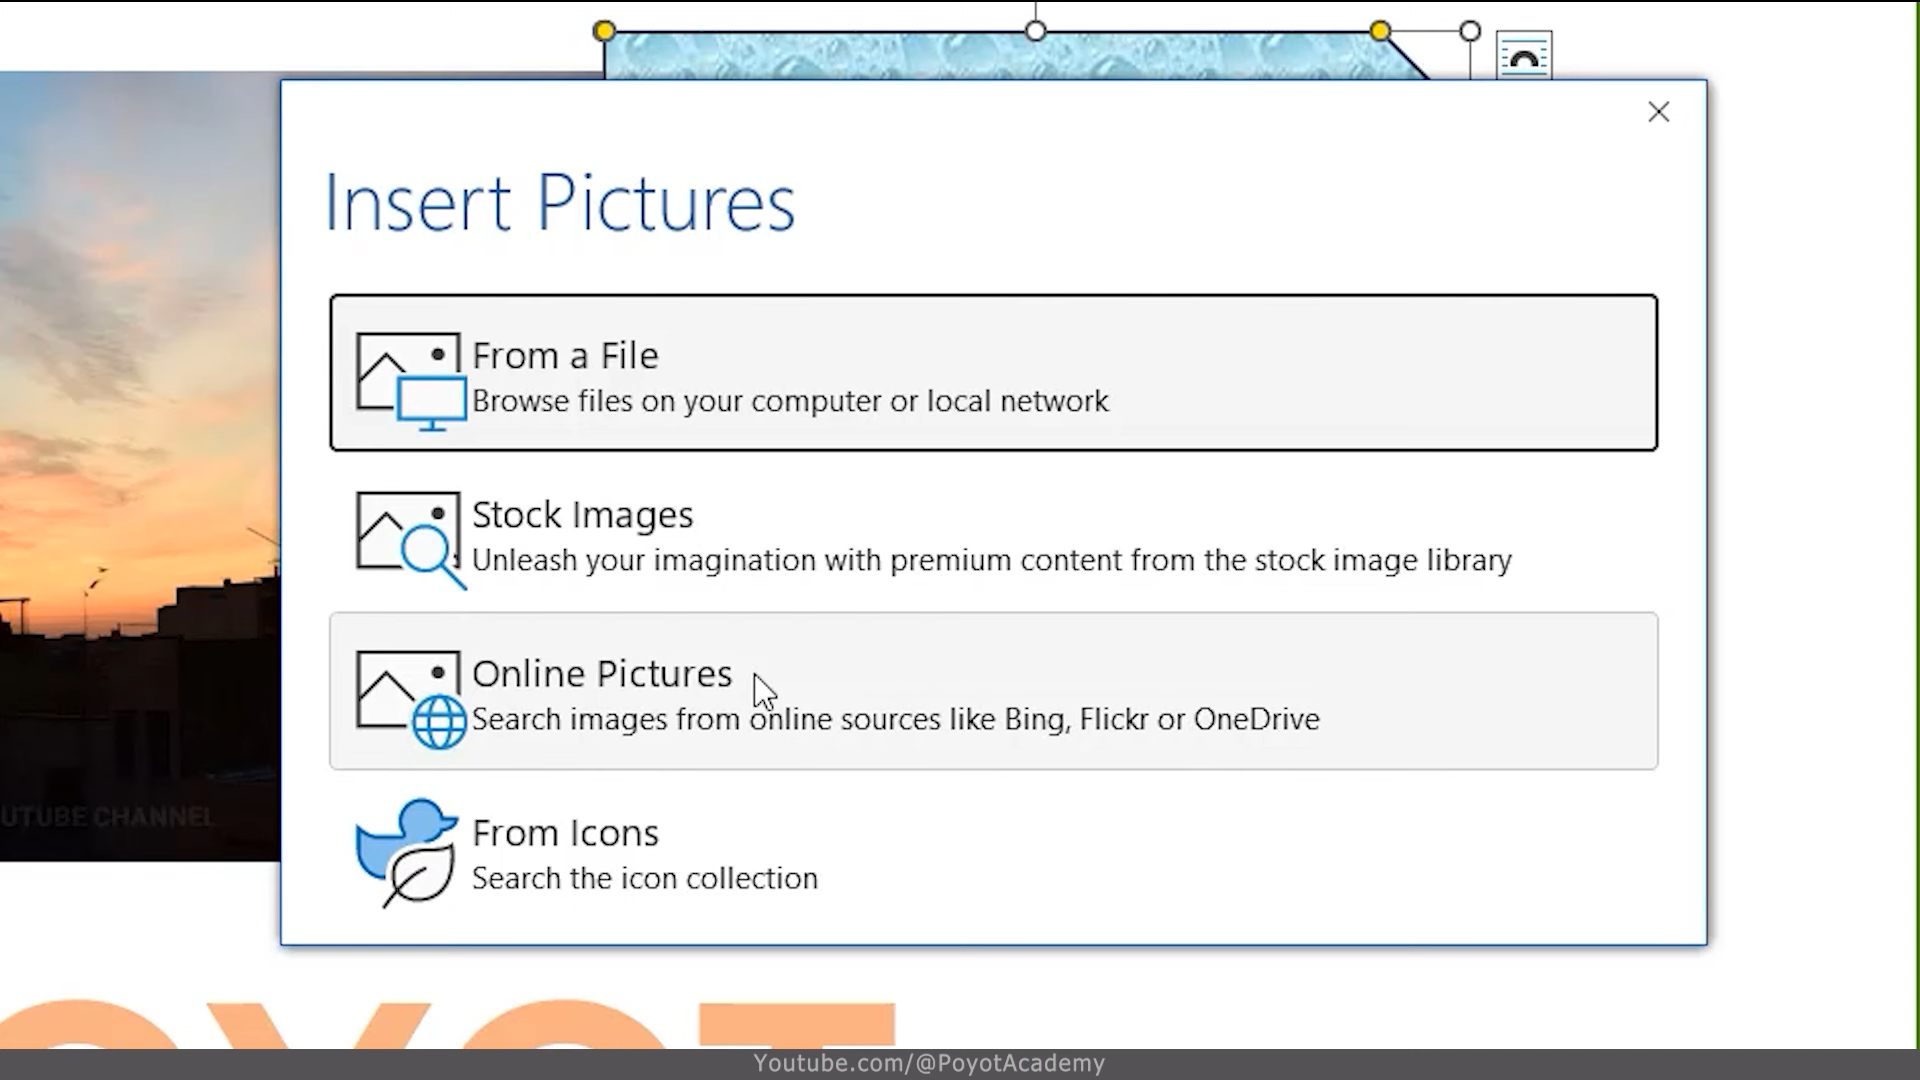 Insert Pictures
From a File
Browse files on your computer or local network
Stock Images
Unleash your imagination with premium content from the stock image library
Online Pictures
Search images from online sources like Bing, Flickr or OneDrive
UTUBE CHANNEL
From Icons
Search the icon collection
OYOT
Youtube.com/@PoyotAcademy